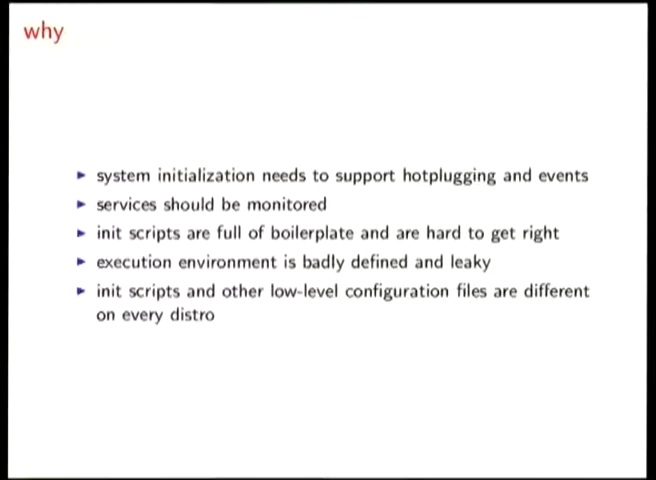 why
► system initialization needs to support hotplugging and events
► services should be monitored
► init scripts are full of boilerplate and are hard to get right
► execution environment is badly defined and leaky
► init scripts and other low-level configuration files are different
on every distro